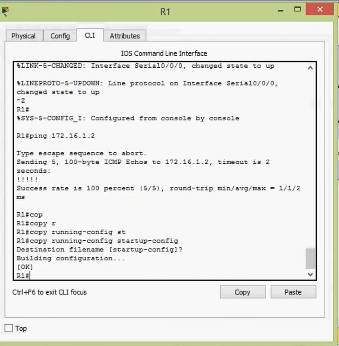 R1
Physical Config CLI Attributes
IOS Command Line Interface
%LINK-5-CHANGED: Interface Serial0/0/0, changed state to up
%LINEPROTO-5-UPDOWN: Line protocol on Interface Serial0/0/0,
changed state to up
^Z
R1#
%SYS-5-CONFIG_I: Configured from console by console
R1#ping 172.16.1.2
Type escape sequence to abort.
Sending 5, 100-byte ICMP Echos to 172.16.1.2, timeout is 2
seconds:
!!!!!
Success rate is 100 percent (5/5), round-trip min/avg/max = 1/1/2
ms
R1#cop
R1#copy r
R1#copy running-config st
R1#copy running-config startup-config
Destination filename [startup-config]?
Building configuration...
[OK]
R1#
Ctrl+F6 to exit CLI focus
Copy Paste
Top